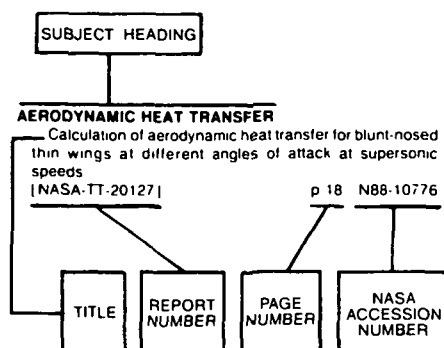 SUBJECT HEADING
AERODYNAMIC HEAT TRANSFER
Calculation of aerodynamic heat transfer for blunt-nosed
thin wings at different angles of attack at supersonic
speeds
[NASA-TT-20127] p 18 N88-10776
TITLE REPORT NUMBER PAGE NUMBER NASA ACCESSION NUMBER